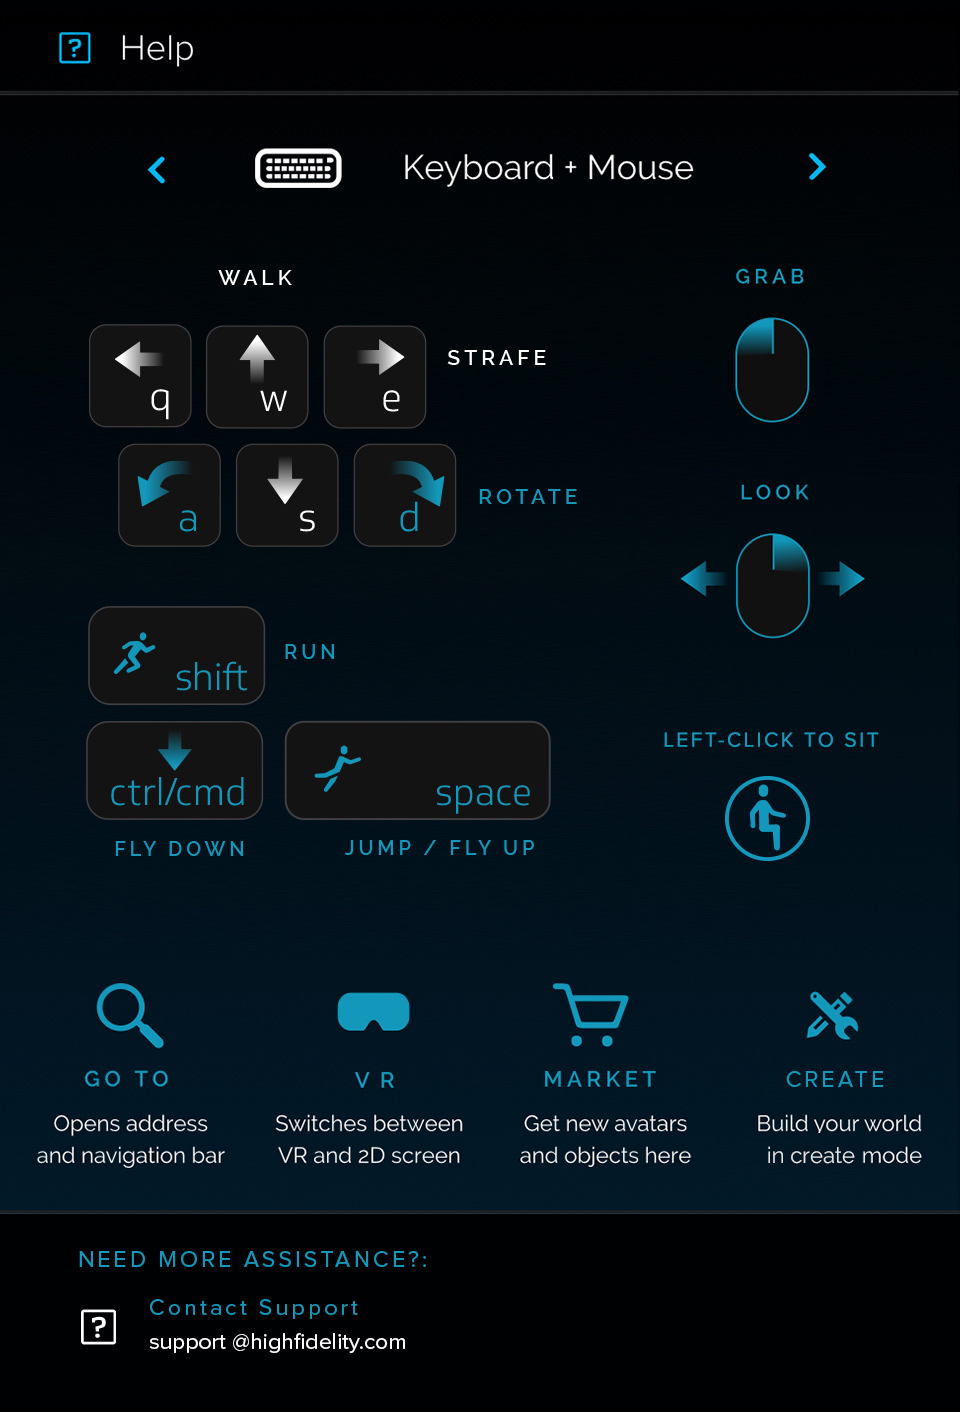 ? Help
Keyboard + Mouse
WALK
q w e STRAFE
a s d ROTATE
shift RUN
ctrl/cmd space
FLY DOWN JUMP / FLY UP
GRAB
LOOK
LEFT-CLICK TO SIT
GO TO
Opens address
and navigation bar
VR
Switches between
VR and 2D screen
MARKET
Get new avatars
and objects here
CREATE
Build your world
in create mode
NEED MORE ASSISTANCE?:
? Contact Support
support @highfidelity.com